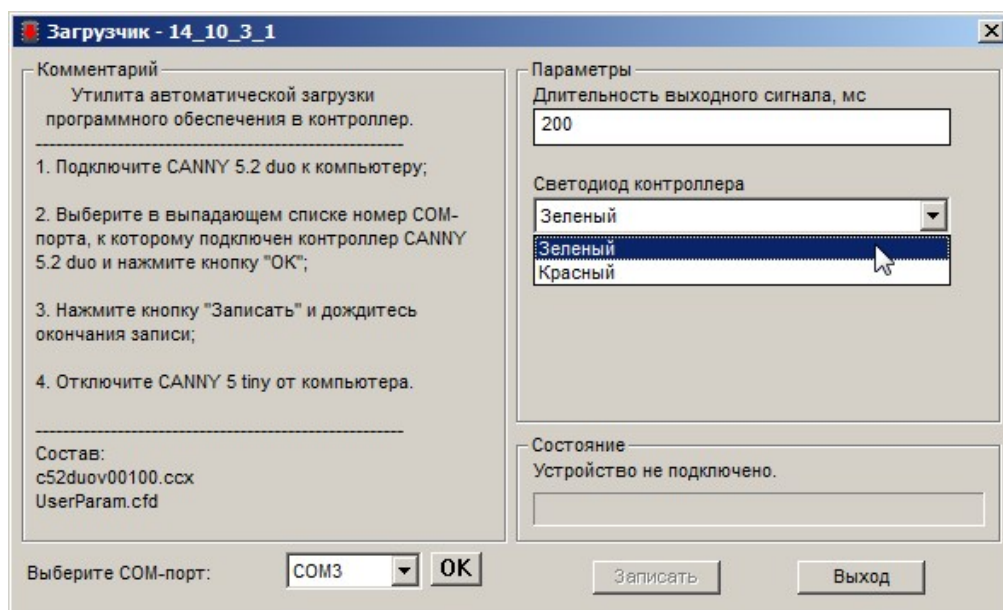 Загрузчик - 14_10_3_1
Комментарий
Утилита автоматической загрузки
программного обеспечения в контроллер.
-----------------------------------------------------
1. Подключите CANNY 5.2 duo к компьютеру;
2. Выберите в выпадающем списке номер COM-
порта, к которому подключен контроллер CANNY
5.2 duo и нажмите кнопку "OK";
3. Нажмите кнопку "Записать" и дождитесь
окончания записи;
4. Отключите CANNY 5 tiny от компьютера.
-----------------------------------------------------
Состав:
c52duov00100.ccx
UserParam.cfd
Параметры
Длительность выходного сигнала, мс
200
Светодиод контроллера
Зеленый
Зеленый
Красный
Состояние
Устройство не подключено.
Выберите COM-порт:
COM3
OK
Записать
Выход